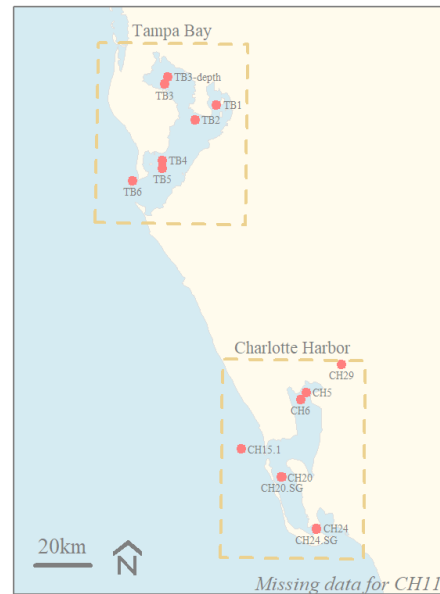 Tampa Bay
TB3-depth
TB3
TB1
TB2
TB4
TB5
TB6
Charlotte Harbor
CH29
CH5
CH6
CH15.1
CH20
CH20.SG
CH24
CH24.SG
20km
N
Missing data for CH11